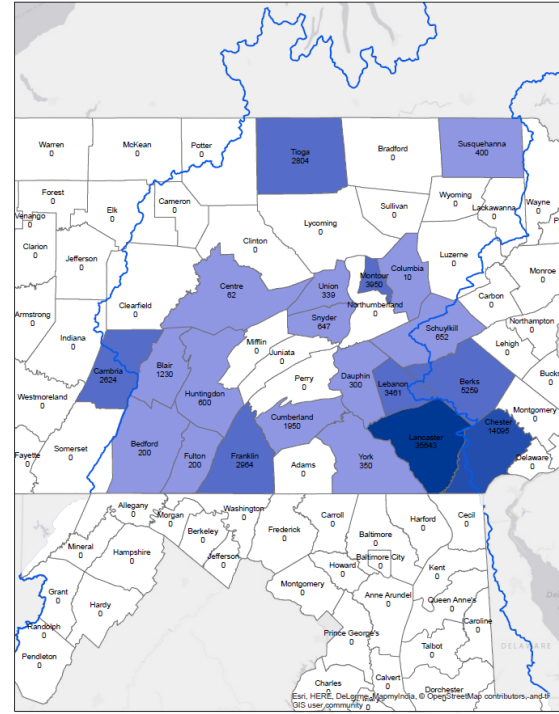 Warren
0
McKean
0
Potter
0
Tioga
2804
Bradford
0
Susquehanna
400
Forest
0
Elk
0
Cameron
0
Sullivan
0
Wyoming
0
Lackawanna
0
Wayne
0
Venango
0
Lycoming
0
Clarion
0
Jefferson
0
Clinton
0
Luzerne
0
Monroe
0
Centre
62
Union
339
Montour
3950
Columbia
10
Carbon
0
Clearfield
0
Northumberland
0
Armstrong
0
Indiana
0
Snyder
647
Schuylkill
652
Northampton
0
Mifflin
0
Juniata
0
Lehigh
0
Cambria
2624
Blair
1230
Perry
0
Dauphin
300
Lebanon
3461
Berks
5259
Bucks
0
Huntingdon
600
Westmoreland
0
Cumberland
1950
Montgomery
0
Lancaster
35643
Chester
14095
Somerset
0
Bedford
200
Fulton
200
Franklin
2964
Adams
0
York
350
Delaware
0
Fayette
0
Allegany
0
Morgan
0
Washington
0
Frederick
0
Carroll
0
Harford
0
Cecil
0
Berkeley
0
Baltimore
0
Mineral
0
Hampshire
0
Jefferson
0
Howard
0
Baltimore City
0
Kent
0
Grant
0
Hardy
0
Montgomery
0
Anne Arundel
0
Queen Anne's
0
Caroline
0
Randolph
0
Prince George's
0
Talbot
0
DELAWARE
Pendleton
0
Charles
0
Calvert
0
Dorchester
Esri, HERE, DeLorme, MapmyIndia, © OpenStreetMap contributors, and
GIS user community